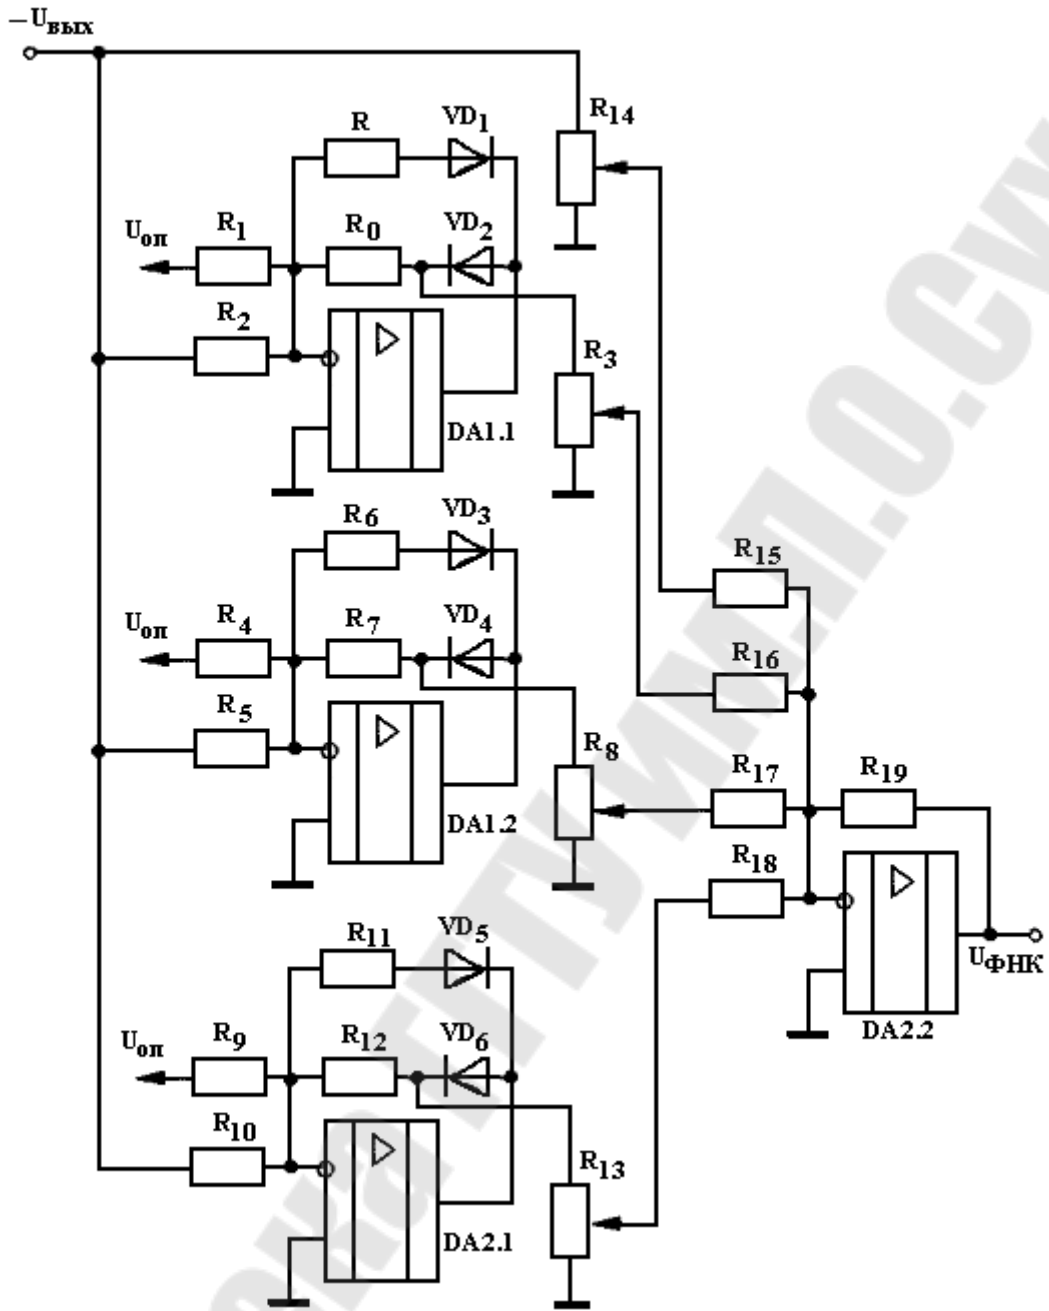 –Uвых
R14
R
VD1
Uоп
R1
R0
VD2
R2
R3
DA1.1
R6
VD3
R15
Uоп
R4
R7
VD4
R16
R5
R8
R17
R19
DA1.2
R18
R11
VD5
UФНК
DA2.2
Uоп
R9
R12
VD6
R10
R13
DA2.1